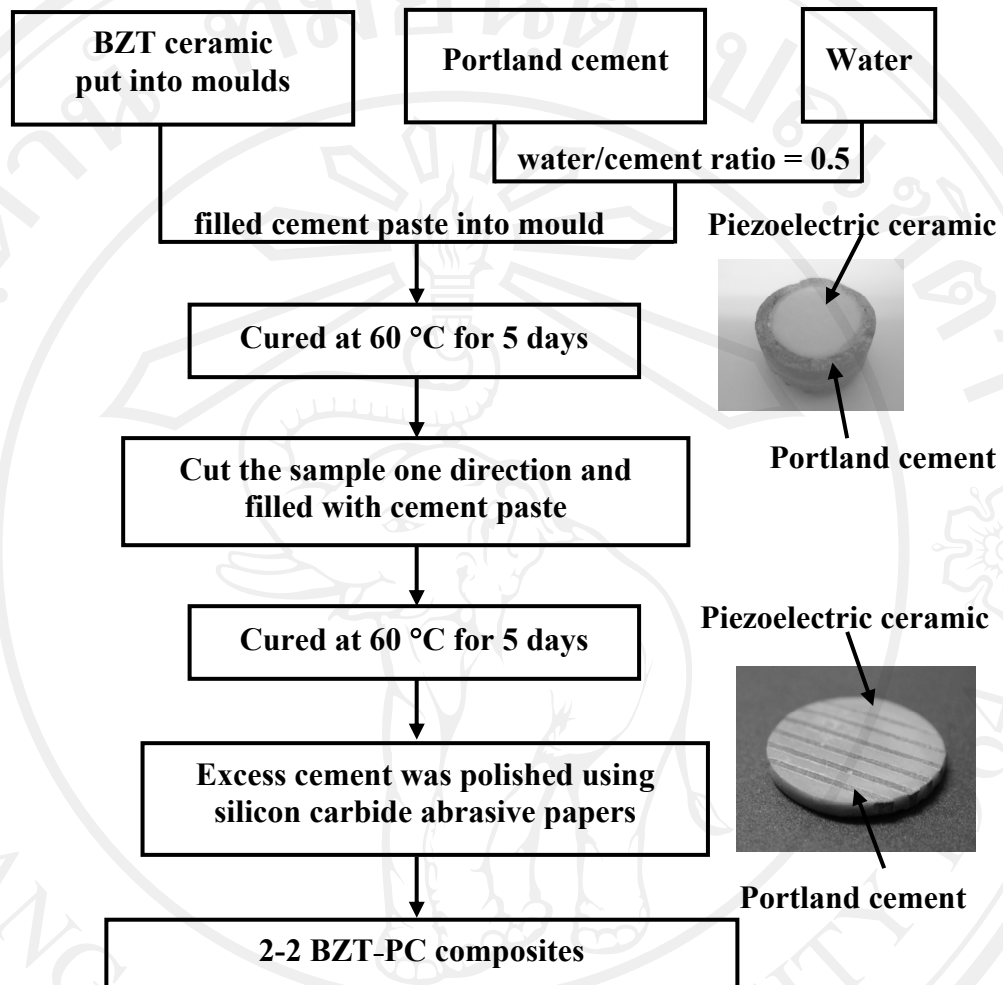 BZT ceramic
put into moulds
Portland cement
Water
water/cement ratio = 0.5
filled cement paste into mould
Piezoelectric ceramic
Cured at 60 °C for 5 days
Portland cement
Cut the sample one direction and
filled with cement paste
Cured at 60 °C for 5 days
Piezoelectric ceramic
Excess cement was polished using
silicon carbide abrasive papers
Portland cement
2-2 BZT-PC composites